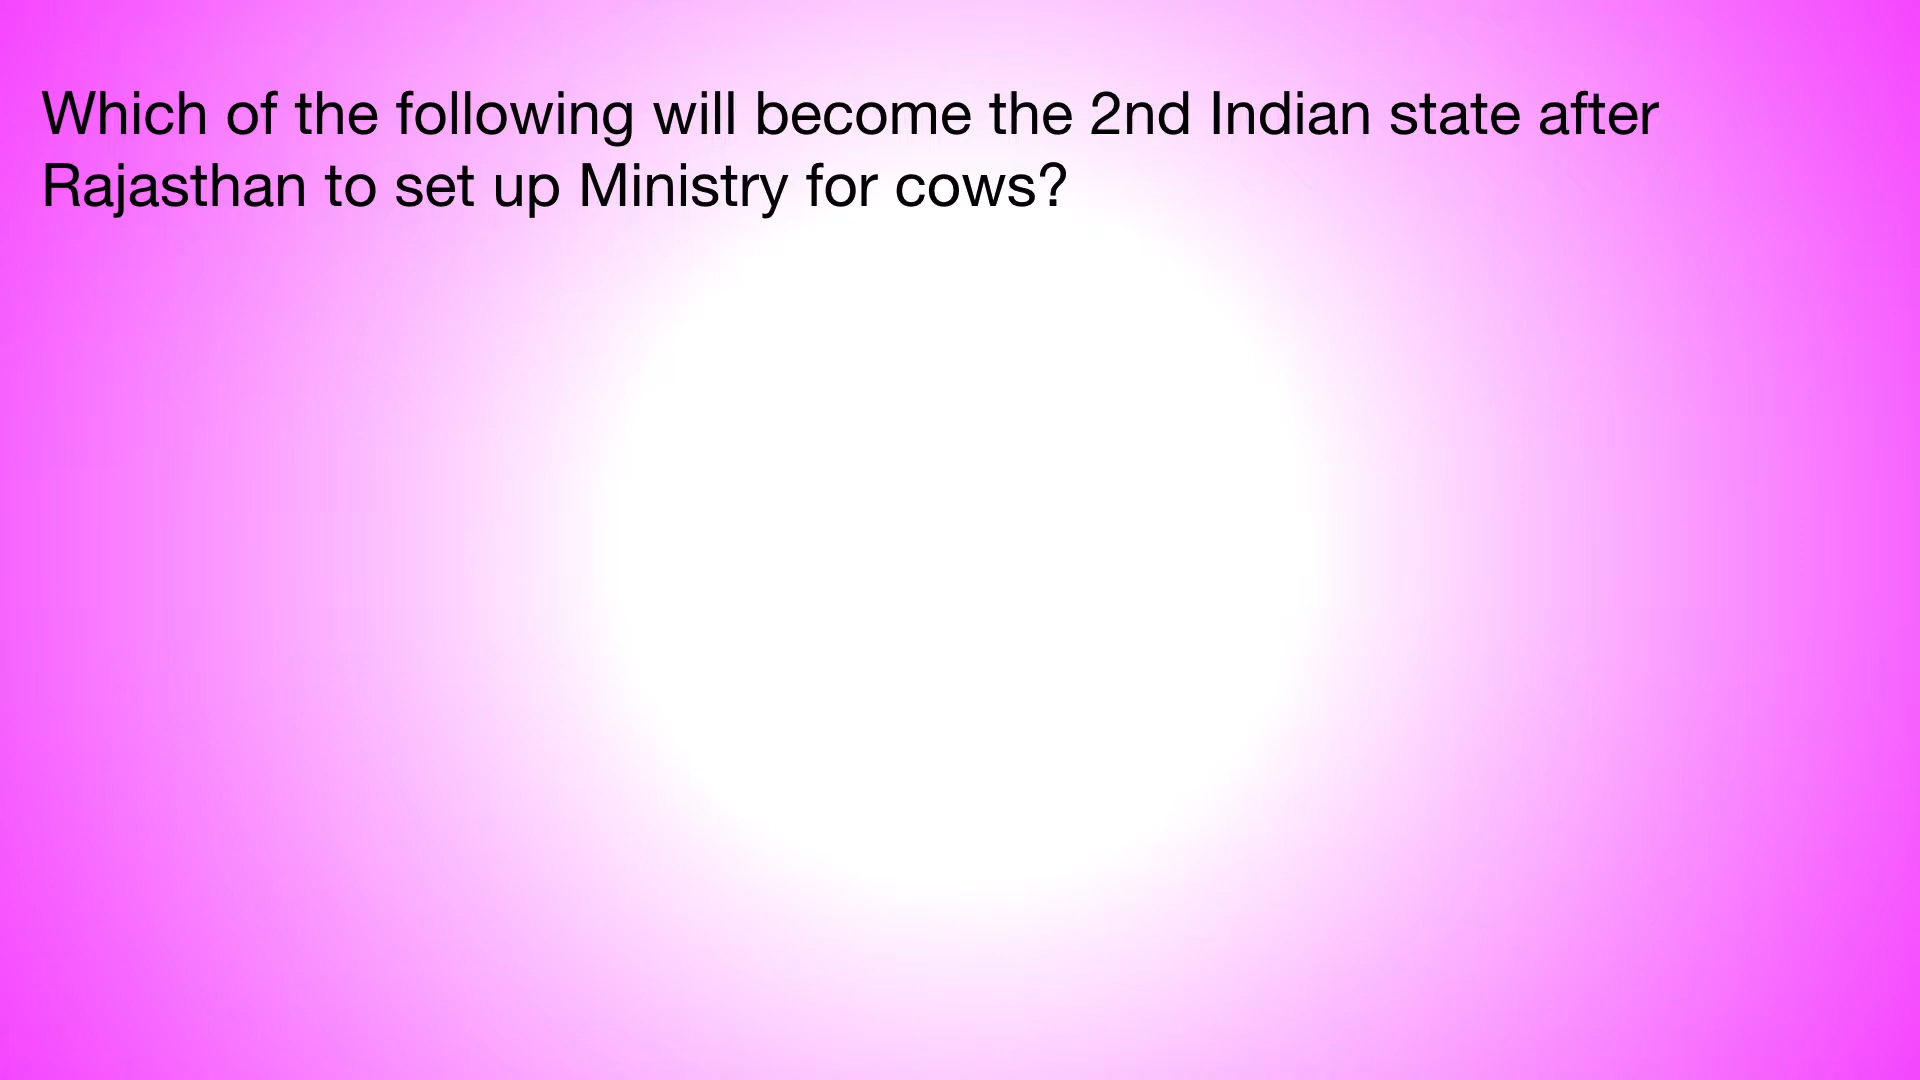 Which of the following will become the 2nd Indian state after
Rajasthan to set up Ministry for cows?